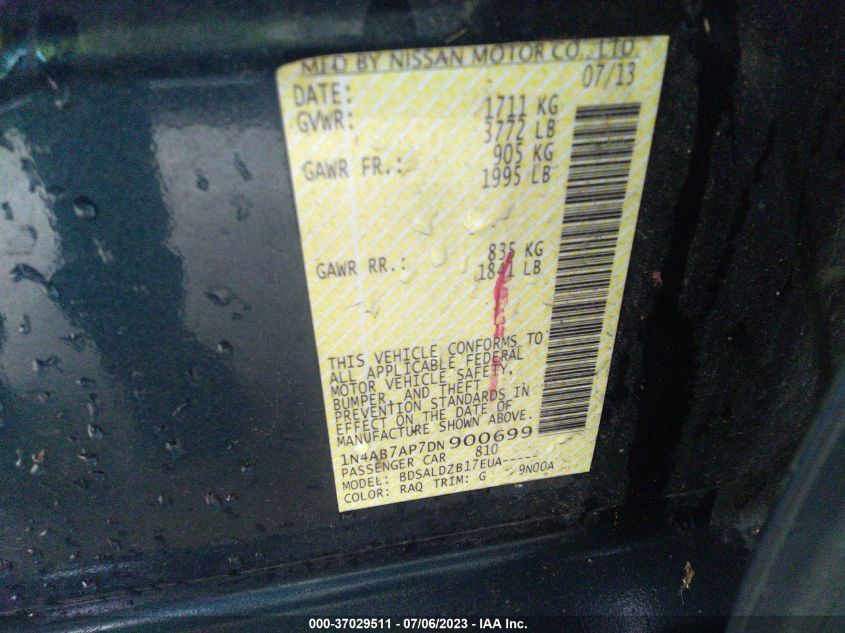 MFD BY NISSAN MOTOR CO., LTD.
DATE: 07/13
GVWR: 1711 KG
3772 LB
GAWR FR.: 905 KG
1995 LB
GAWR RR.: 835 KG
1841 LB
THIS VEHICLE CONFORMS TO
ALL APPLICABLE FEDERAL
MOTOR VEHICLE SAFETY,
BUMPER, AND THEFT
PREVENTION STANDARDS IN
EFFECT ON THE DATE OF
MANUFACTURE SHOWN ABOVE.
1N4AB7AP7DN 900699
PASSENGER CAR 810
MODEL: BDSALDZB17EUA-----
COLOR: RAQ TRIM: G 9N00A
000-37029511 - 07/06/2023 - IAA Inc.